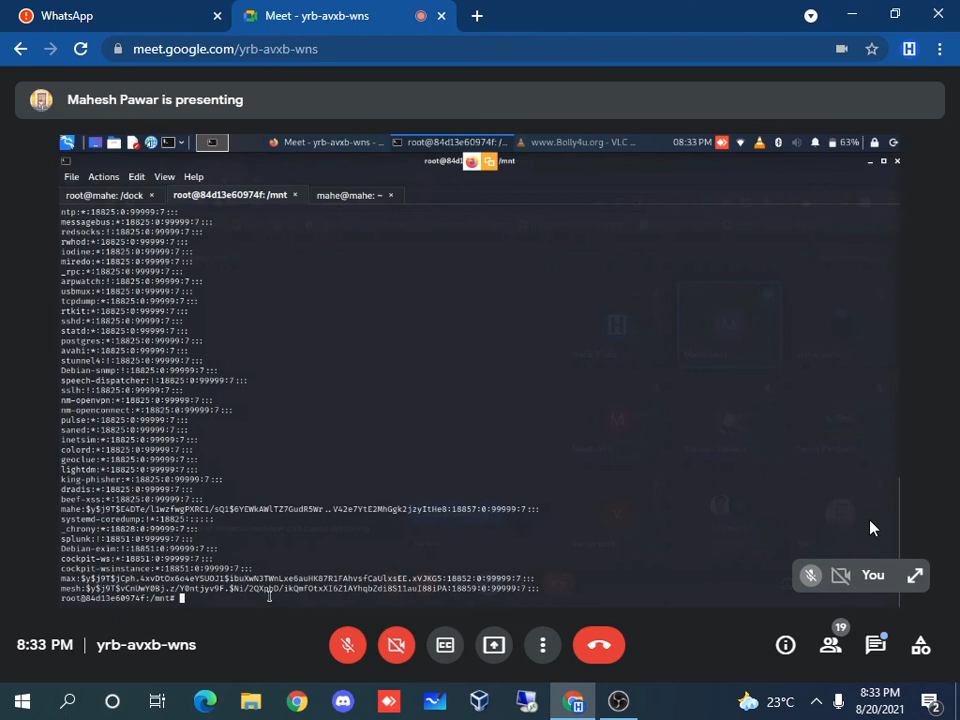 WhatsApp
Meet - yrb-avxb-wns
meet.google.com/yrb-avxb-wns
Mahesh Pawar is presenting
Meet - yrb-avxb-wns - ...
root@84d13e60974f: /...
www.Bolly4u.org - VLC ...
08:33 PM
63%
root@84d1
/mnt
File Actions Edit View Help
root@mahe: /dock
root@84d13e60974f: /mnt
mahe@mahe: ~
ntp:*:18825:0:99999:7:::
messagebus:*:18825:0:99999:7:::
redsocks:!:18825:0:99999:7:::
rwhod:*:18825:0:99999:7:::
iodine:*:18825:0:99999:7:::
miredo:*:18825:0:99999:7:::
_rpc:*:18825:0:99999:7:::
arpwatch:!:18825:0:99999:7:::
usbmux:*:18825:0:99999:7:::
tcpdump:*:18825:0:99999:7:::
rtkit:*:18825:0:99999:7:::
sshd:*:18825:0:99999:7:::
statd:*:18825:0:99999:7:::
postgres:*:18825:0:99999:7:::
avahi:*:18825:0:99999:7:::
stunnel4:!:18825:0:99999:7:::
Debian-snmp:!:18825:0:99999:7:::
speech-dispatcher:!:18825:0:99999:7:::
sslh:!:18825:0:99999:7:::
nm-openvpn:*:18825:0:99999:7:::
nm-openconnect:*:18825:0:99999:7:::
pulse:*:18825:0:99999:7:::
saned:*:18825:0:99999:7:::
inetsim:*:18825:0:99999:7:::
colord:*:18825:0:99999:7:::
geoclue:*:18825:0:99999:7:::
lightdm:*:18825:0:99999:7:::
king-phisher:*:18825:0:99999:7:::
dradis:*:18825:0:99999:7:::
beef-xss:*:18825:0:99999:7:::
systemd-coredump:!*:18825::::::
_chrony:*:18828:0:99999:7:::
splunk:!:18851:0:99999:7:::
Debian-exim:!:18851:0:99999:7:::
cockpit-ws:*:18851:0:99999:7:::
cockpit-wsinstance:*:18851:0:99999:7:::
root@84d13e60974f:/mnt#
You
8:33 PM
yrb-avxb-wns
19
23°C
8:33 PM
8/20/2021
2